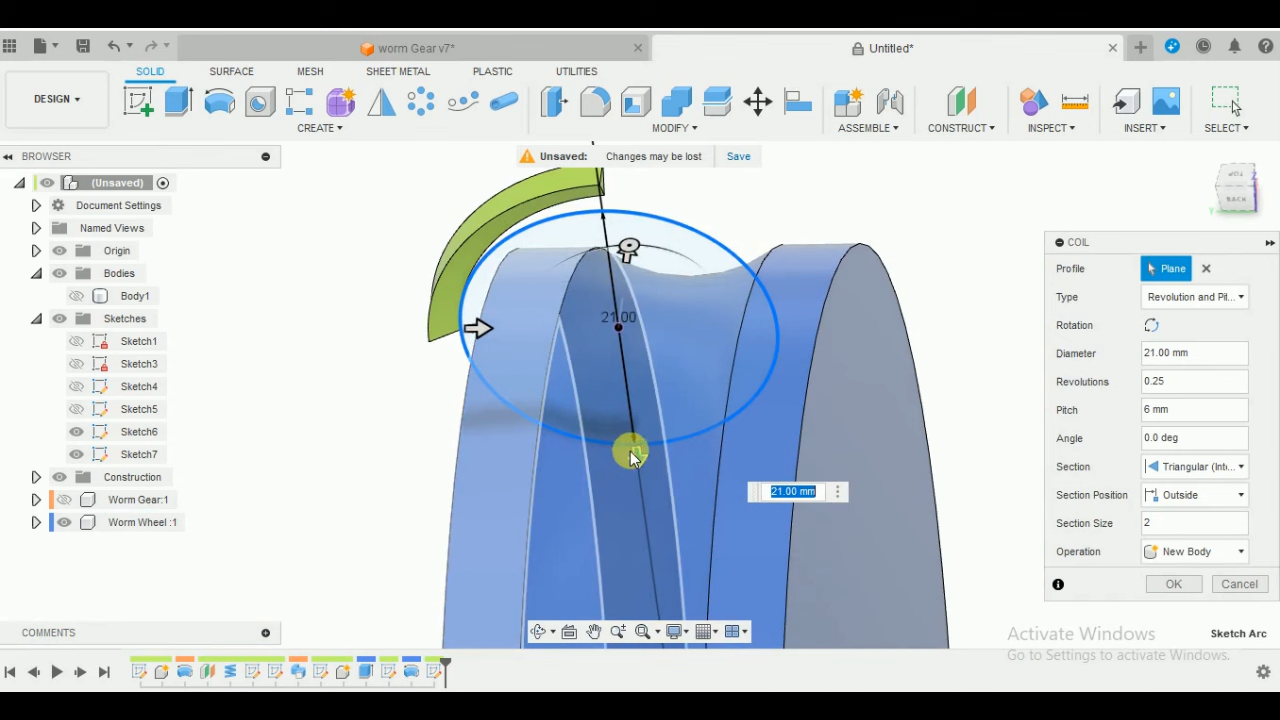 worm Gear v7*
Untitled*
SOLID
SURFACE
MESH
SHEET METAL
PLASTIC
UTILITIES
DESIGN
CREATE
MODIFY
ASSEMBLE
CONSTRUCT
INSPECT
INSERT
SELECT
BROWSER
Unsaved: Changes may be lost Save
(Unsaved)
Document Settings
Named Views
Origin
Bodies
Body1
Sketches
Sketch1
Sketch3
Sketch4
Sketch5
Sketch6
Sketch7
Construction
Worm Gear:1
Worm Wheel :1
TOP
BACK
Z
Y
21.00
21.00 mm
COIL
Profile Plane
Type Revolution and Pit...
Rotation
Diameter 21.00 mm
Revolutions 0.25
Pitch 6 mm
Angle 0.0 deg
Section Triangular (Inte...
Section Position Outside
Section Size 2
Operation New Body
OK Cancel
COMMENTS
Activate Windows
Go to Settings to activate Windows.
Sketch Arc